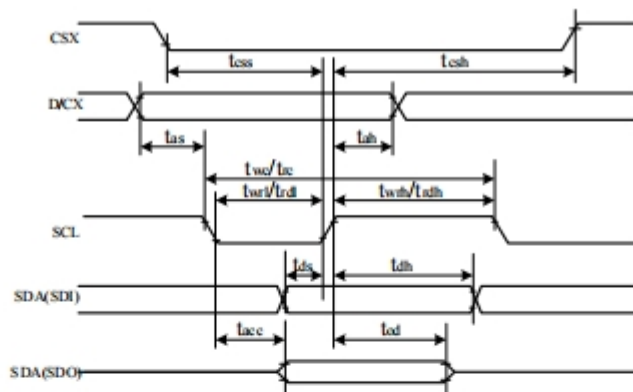 CSX
tcss
tcsh
D/CX
tas
tah
twc/trc
twrl/trdl
twrh/trdh
SCL
tds
tdh
SDA(SDI)
tacc
tod
SDA(SDO)